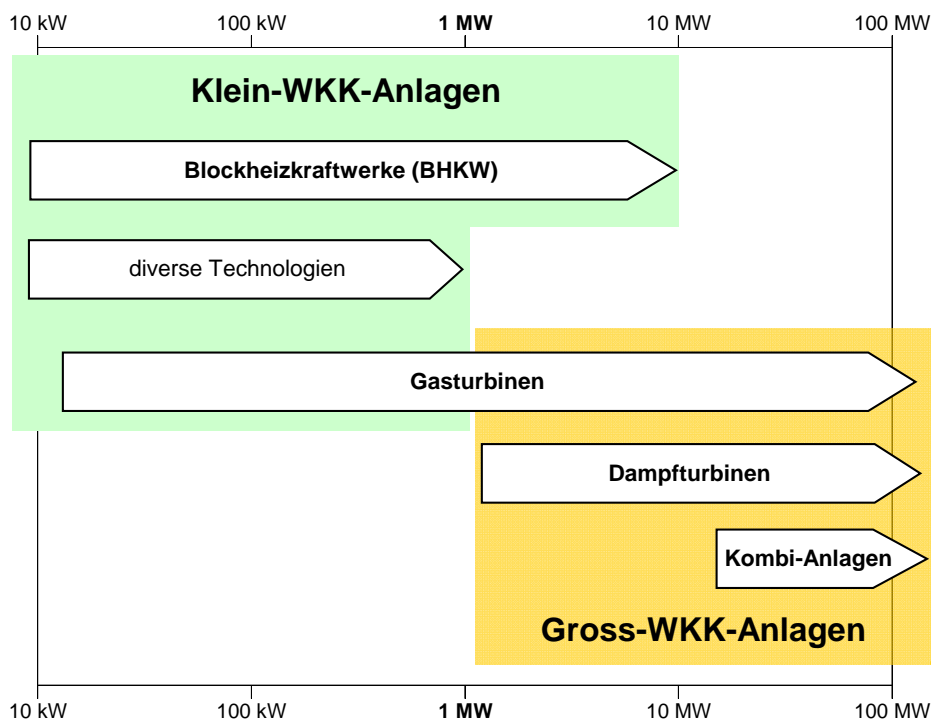 10 kW 100 kW 1 MW 10 MW 100 MW
Klein-WKK-Anlagen
Blockheizkraftwerke (BHKW)
diverse Technologien
Gasturbinen
Dampfturbinen
Kombi-Anlagen
Gross-WKK-Anlagen
10 kW 100 kW 1 MW 10 MW 100 MW